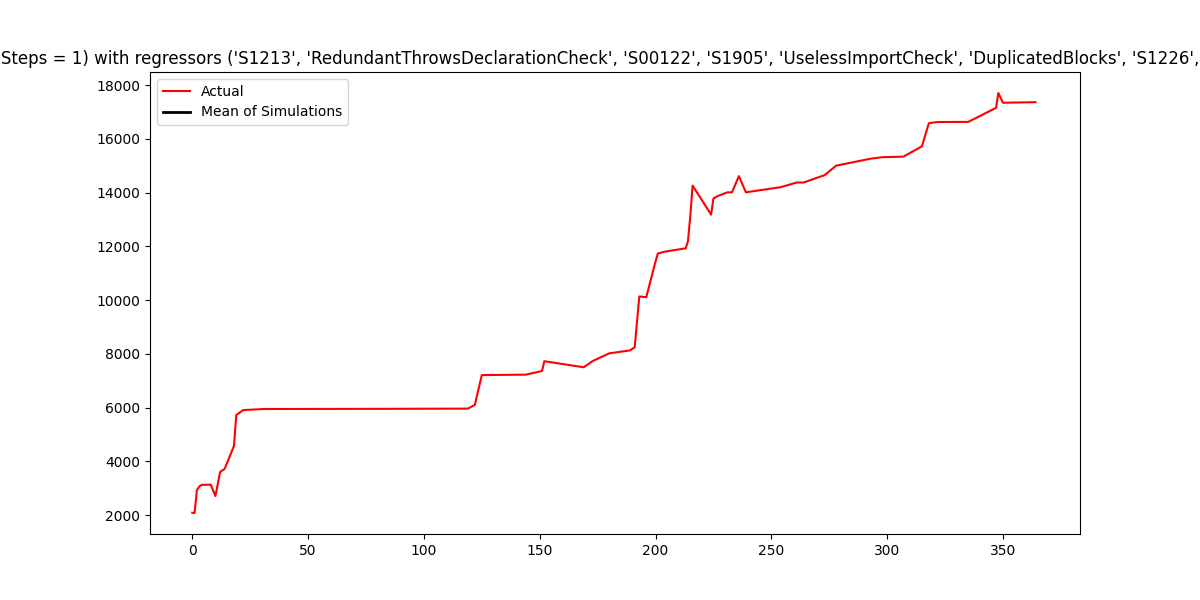 Steps = 1) with regressors ('S1213', 'RedundantThrowsDeclarationCheck', 'S00122', 'S1905', 'UselessImportCheck', 'DuplicatedBlocks', 'S1226',
Actual
Mean of Simulations
18000
16000
14000
12000
10000
8000
6000
4000
2000
0 50 100 150 200 250 300 350